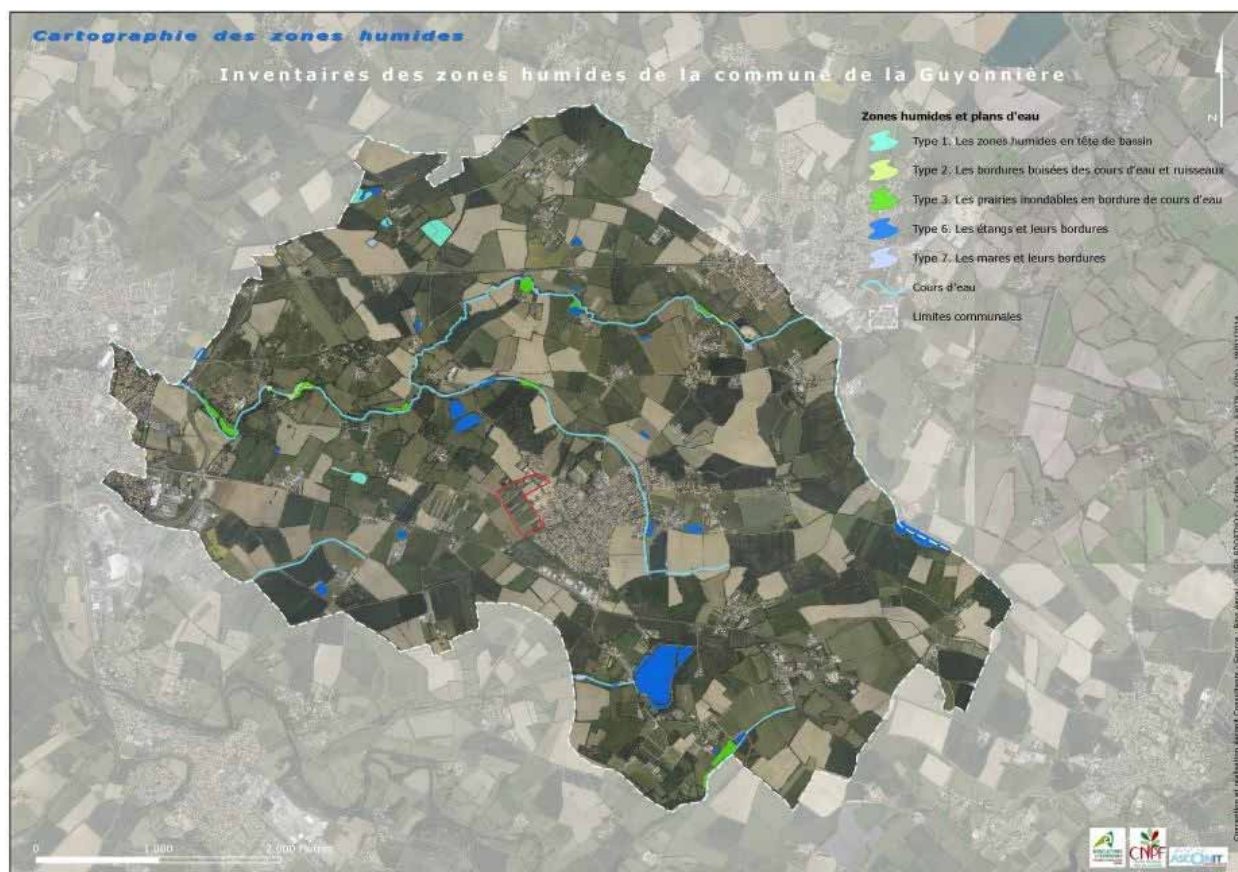 Cartographie des zones humides
Inventaires des zones humides de la commune de la Guyonnière
Zones humides et plans d'eau
Type 1. Les zones humides en tête de bassin
Type 2. Les bordures boisées des cours d'eau et ruisseaux
Type 3. Les prairies inondables en bordure de cours d'eau
Type 6. Les étangs et leurs bordures
Type 7. Les mares et leurs bordures
Cours d'eau
Limites communales
N
0 1 000 2 000 Mètres
CNPF